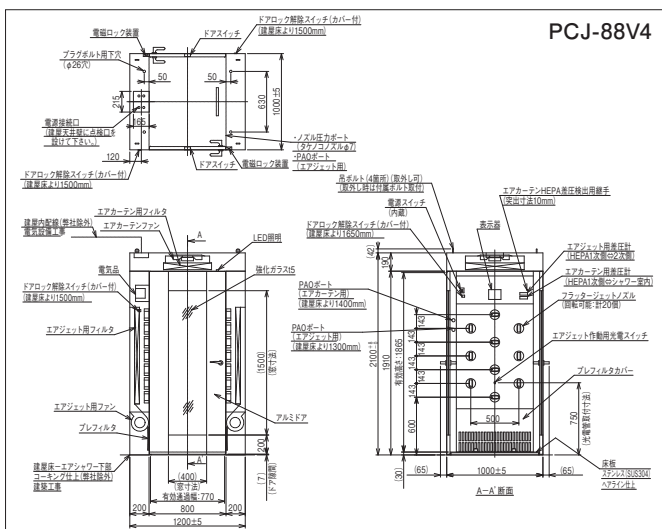 PCJ-88V4
電磁ロック装置
ドアスイッチ
ドアロック解除スイッチ(カバー付)
(建屋床より1500mm)
プラグボルト用下穴
(φ26穴)
50
50
215
165
630
1000±5
電源接続口
(建屋天井壁に点検口を
設けて下さい。)
120
・ノズル圧力ポート
(タケノコノズルφ7)
・PAOポート
(エアジェット用)
ドアロック解除スイッチ(カバー付)
(建屋床より1500mm)
ドアスイッチ
電磁ロック装置
エアカーテン用フィルタ
エアカーテンファン
建屋内配線(弊社除外)
電気設備工事
A
LED照明
電気品
強化ガラスt5
ドアロック解除スイッチ(カバー付)
(建屋床より1500mm)
エアジェット用フィルタ
(1500)
(窓寸法)
エアジェット用ファン
アルミドア
プレフィルタ
200
建屋床ーエアシャワー下部
コーキング仕上(弊社除外)
建築工事
A'
(400)
(窓寸法)
有効通過幅:770
(7)
(ドア隙間)
200
800
200
1200±5
吊ボルト(4箇所)(取外し可)
(取外し時は付属ボルト取付)
エアカーテンHEPA差圧検出用継手
(突出寸法10mm)
電源スイッチ
(内蔵)
表示器
ドアロック解除スイッチ(カバー付)
(建屋床より1650mm)
(42)
190
エアジェット用差圧計
(HEPA1次側⇔2次側)
エアカーテン用差圧計
(HEPA1次側⇔シャワー室内)
フラッタージェットノズル
(回転可能:計20個)
PAOポート
(エアカーテン用)
(建屋床より1400mm)
PAOポート
(エアジェット用)
(建屋床より1300mm)
エアジェット作動用光電スイッチ
143
143
143
143
143
143
2100
1910
有効高さ:1865
プレフィルタカバー
500
600
750
(光電管取付寸法)
(30)
(65)
1000±5
(65)
床板
ステンレス(SUS304)
ヘアライン仕上
A-A'断面